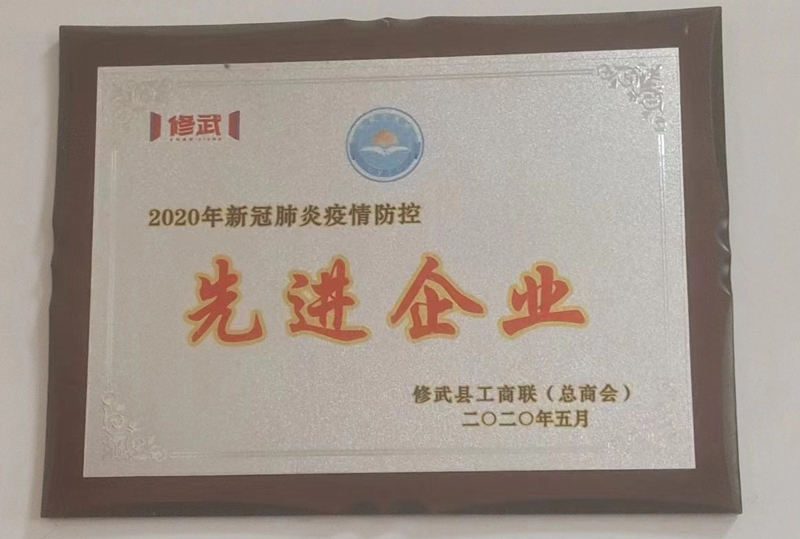 修武
2020年新冠肺炎疫情防控
先进企业
修武县工商联（总商会）
二〇二〇年五月